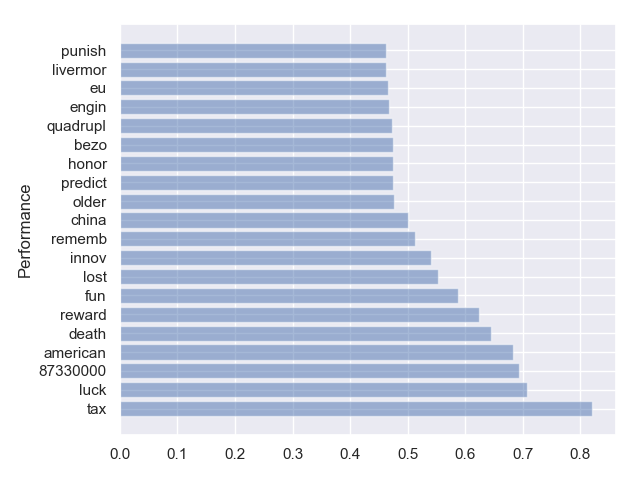 punish
livermor
eu
engin
quadrupl
bezo
honor
predict
older
china
rememb
innov
lost
fun
reward
death
american
87330000
luck
tax
Performance
0.0 0.1 0.2 0.3 0.4 0.5 0.6 0.7 0.8